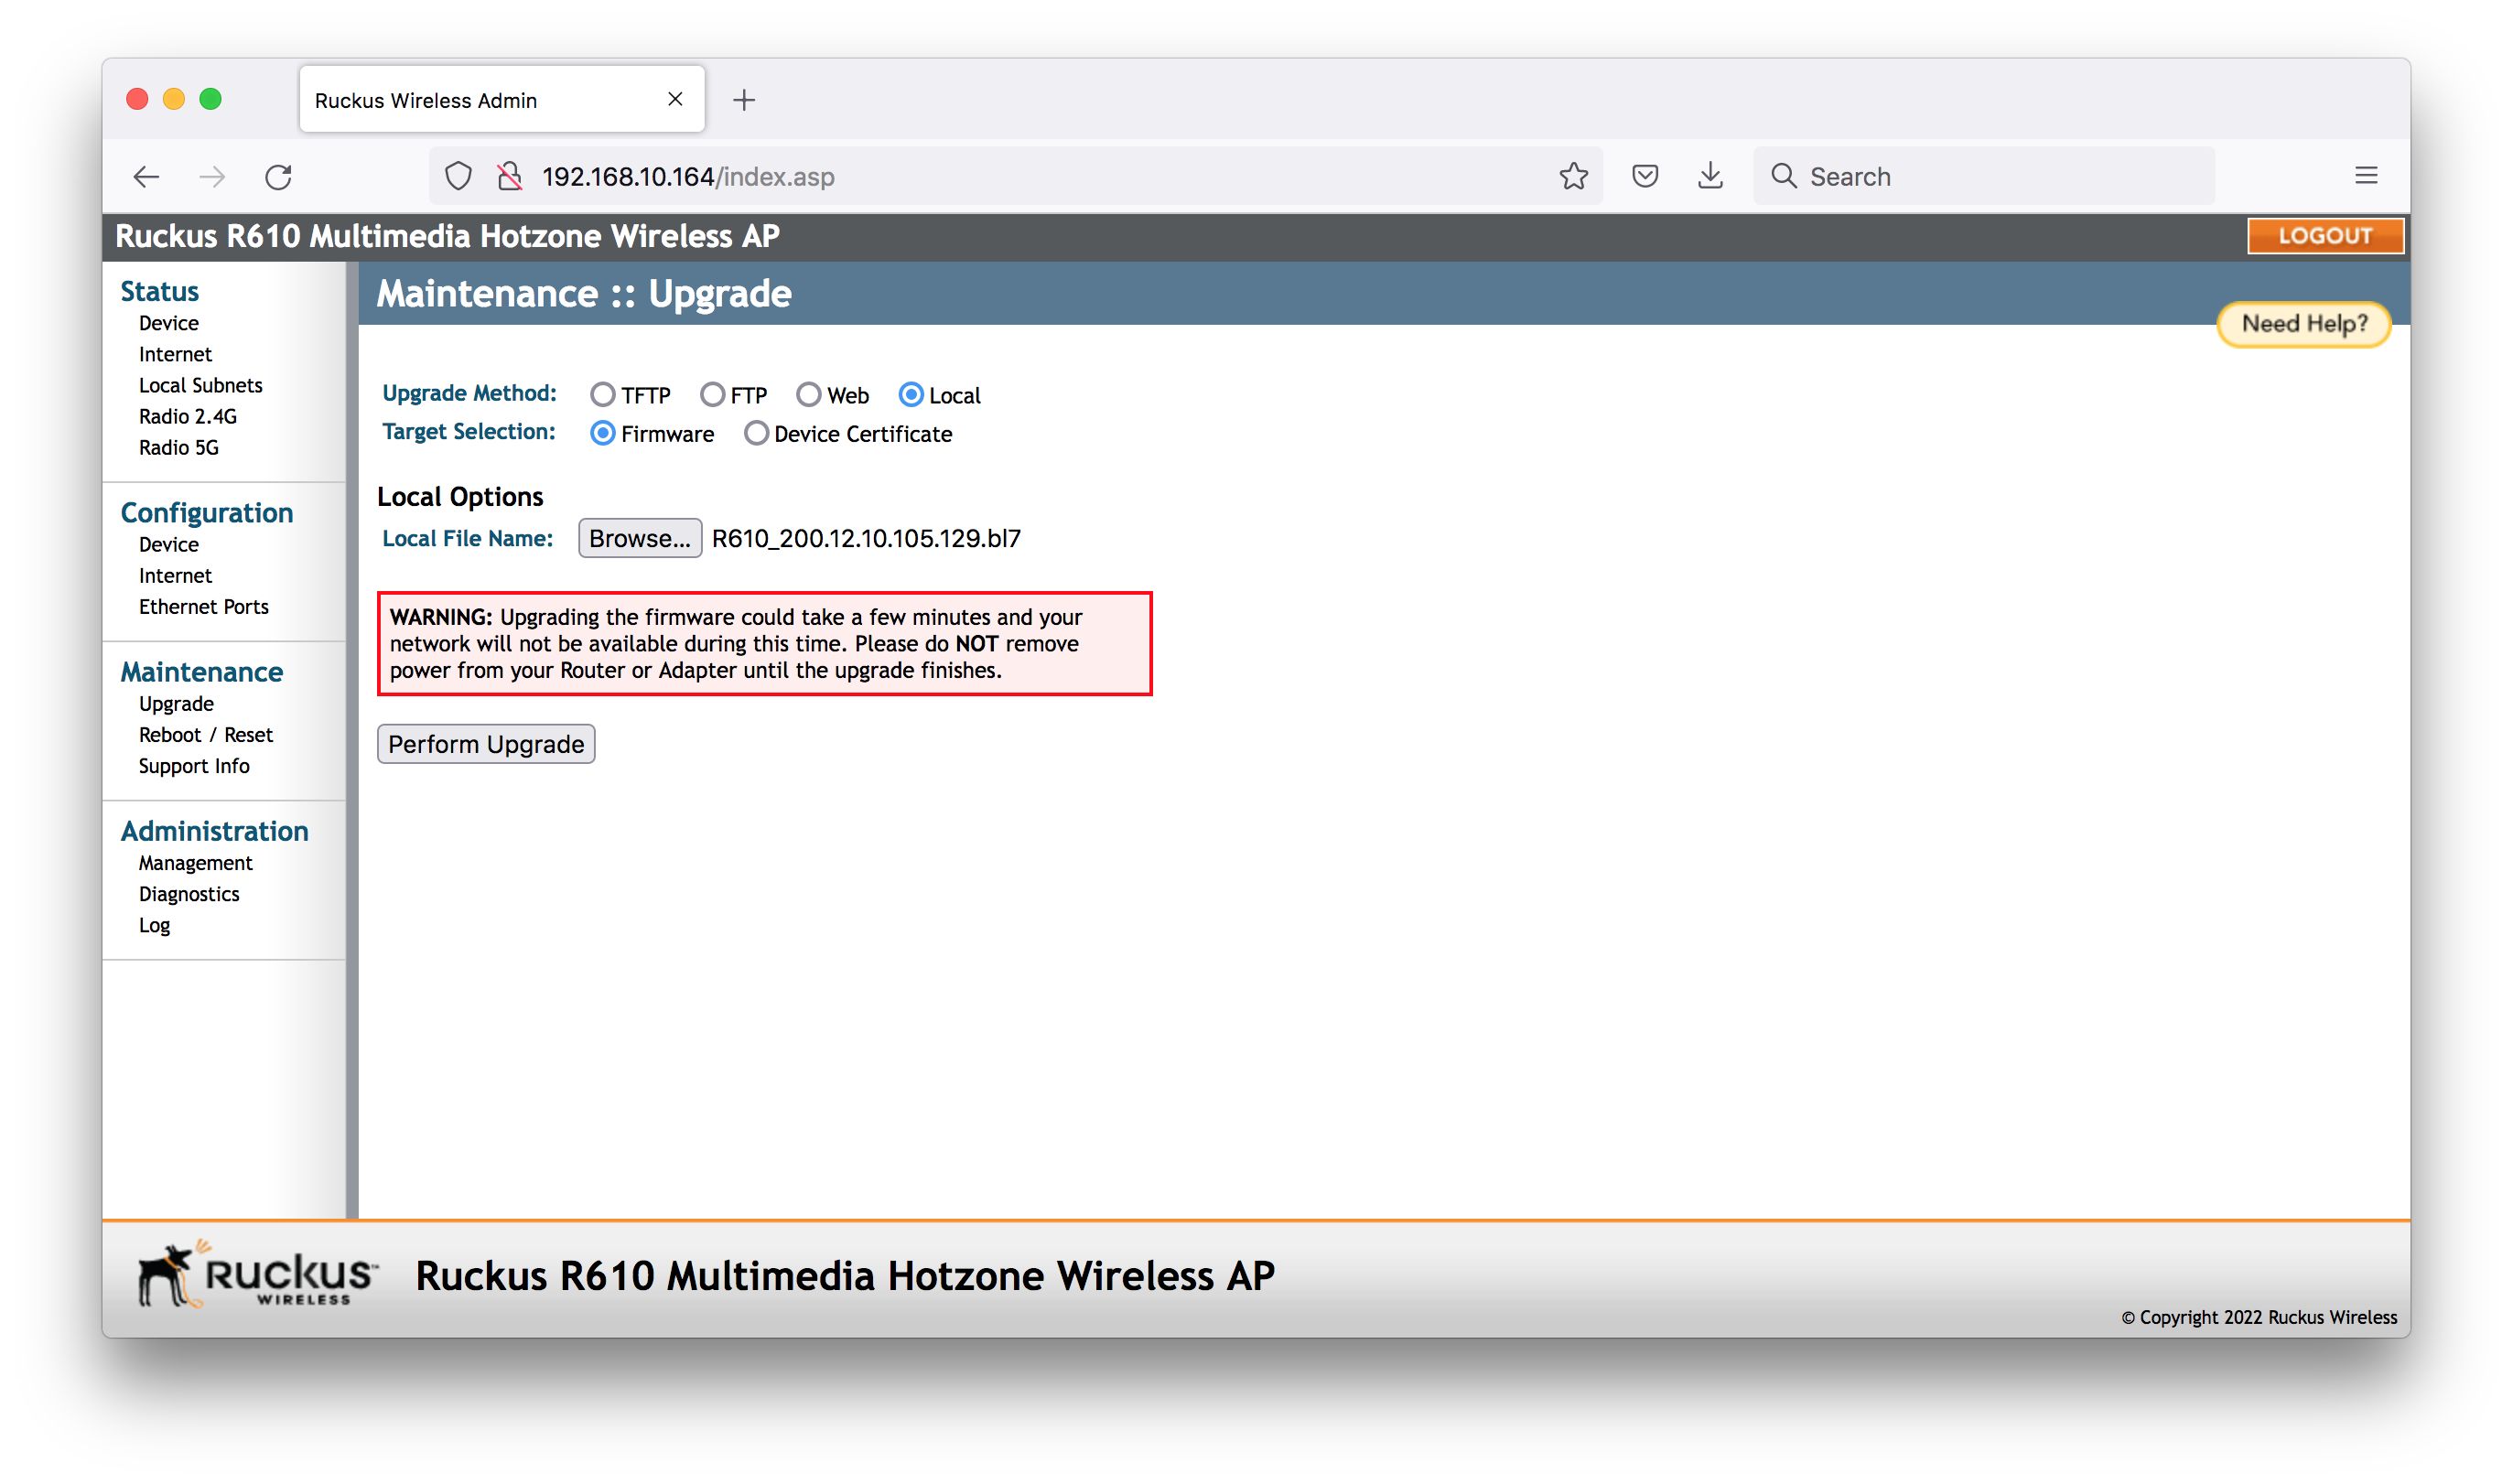 Ruckus Wireless Admin
192.168.10.164/index.asp
Search
Ruckus R610 Multimedia Hotzone Wireless AP
LOGOUT
Status
Device
Internet
Local Subnets
Radio 2.4G
Radio 5G
Configuration
Device
Internet
Ethernet Ports
Maintenance
Upgrade
Reboot / Reset
Support Info
Administration
Management
Diagnostics
Log
Maintenance :: Upgrade
Need Help?
Upgrade Method: TFTP FTP Web Local
Target Selection: Firmware Device Certificate
Local Options
Local File Name: Browse... R610_200.12.10.105.129.bl7
WARNING: Upgrading the firmware could take a few minutes and your
network will not be available during this time. Please do NOT remove
power from your Router or Adapter until the upgrade finishes.
Perform Upgrade
RUCKUS™
WIRELESS
Ruckus R610 Multimedia Hotzone Wireless AP
© Copyright 2022 Ruckus Wireless